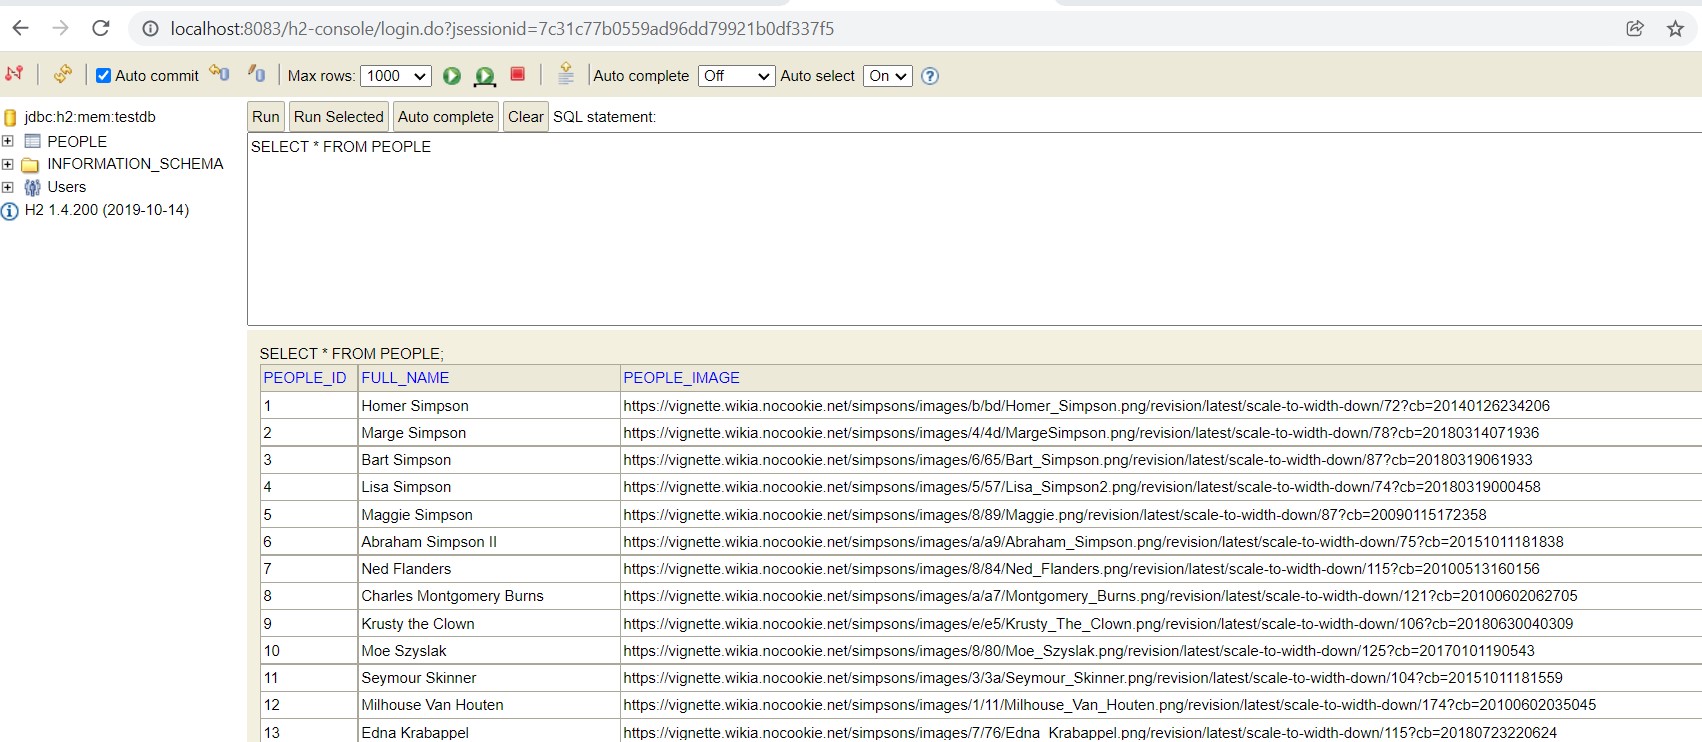 localhost:8083/h2-console/login.do?jsessionid=7c31c77b0559ad96dd79921b0df337f5
Auto commit Max rows: 1000 Auto complete Off Auto select On ?
jdbc:h2:mem:testdb
PEOPLE
INFORMATION_SCHEMA
Users
H2 1.4.200 (2019-10-14)
Run Run Selected Auto complete Clear SQL statement:
SELECT * FROM PEOPLE
SELECT * FROM PEOPLE;
PEOPLE_ID FULL_NAME PEOPLE_IMAGE
1 Homer Simpson https://vignette.wikia.nocookie.net/simpsons/images/b/bd/Homer_Simpson.png/revision/latest/scale-to-width-down/72?cb=20140126234206
2 Marge Simpson https://vignette.wikia.nocookie.net/simpsons/images/4/4d/MargeSimpson.png/revision/latest/scale-to-width-down/78?cb=20180314071936
3 Bart Simpson https://vignette.wikia.nocookie.net/simpsons/images/6/65/Bart_Simpson.png/revision/latest/scale-to-width-down/87?cb=20180319061933
4 Lisa Simpson https://vignette.wikia.nocookie.net/simpsons/images/5/57/Lisa_Simpson2.png/revision/latest/scale-to-width-down/74?cb=20180319000458
5 Maggie Simpson https://vignette.wikia.nocookie.net/simpsons/images/8/89/Maggie.png/revision/latest/scale-to-width-down/87?cb=20090115172358
6 Abraham Simpson II https://vignette.wikia.nocookie.net/simpsons/images/a/a9/Abraham_Simpson.png/revision/latest/scale-to-width-down/75?cb=20151011181838
7 Ned Flanders https://vignette.wikia.nocookie.net/simpsons/images/8/84/Ned_Flanders.png/revision/latest/scale-to-width-down/115?cb=20100513160156
8 Charles Montgomery Burns https://vignette.wikia.nocookie.net/simpsons/images/a/a7/Montgomery_Burns.png/revision/latest/scale-to-width-down/121?cb=20100602062705
9 Krusty the Clown https://vignette.wikia.nocookie.net/simpsons/images/e/e5/Krusty_The_Clown.png/revision/latest/scale-to-width-down/106?cb=20180630040309
10 Moe Szyslak https://vignette.wikia.nocookie.net/simpsons/images/8/80/Moe_Szyslak.png/revision/latest/scale-to-width-down/125?cb=20170101190543
11 Seymour Skinner https://vignette.wikia.nocookie.net/simpsons/images/3/3a/Seymour_Skinner.png/revision/latest/scale-to-width-down/104?cb=20151011181559
12 Milhouse Van Houten https://vignette.wikia.nocookie.net/simpsons/images/1/11/Milhouse_Van_Houten.png/revision/latest/scale-to-width-down/174?cb=20100602035045
13 Edna Krabappel https://vignette.wikia.nocookie.net/simpsons/images/7/76/Edna_Krabappel.png/revision/latest/scale-to-width-down/115?cb=20180723220624